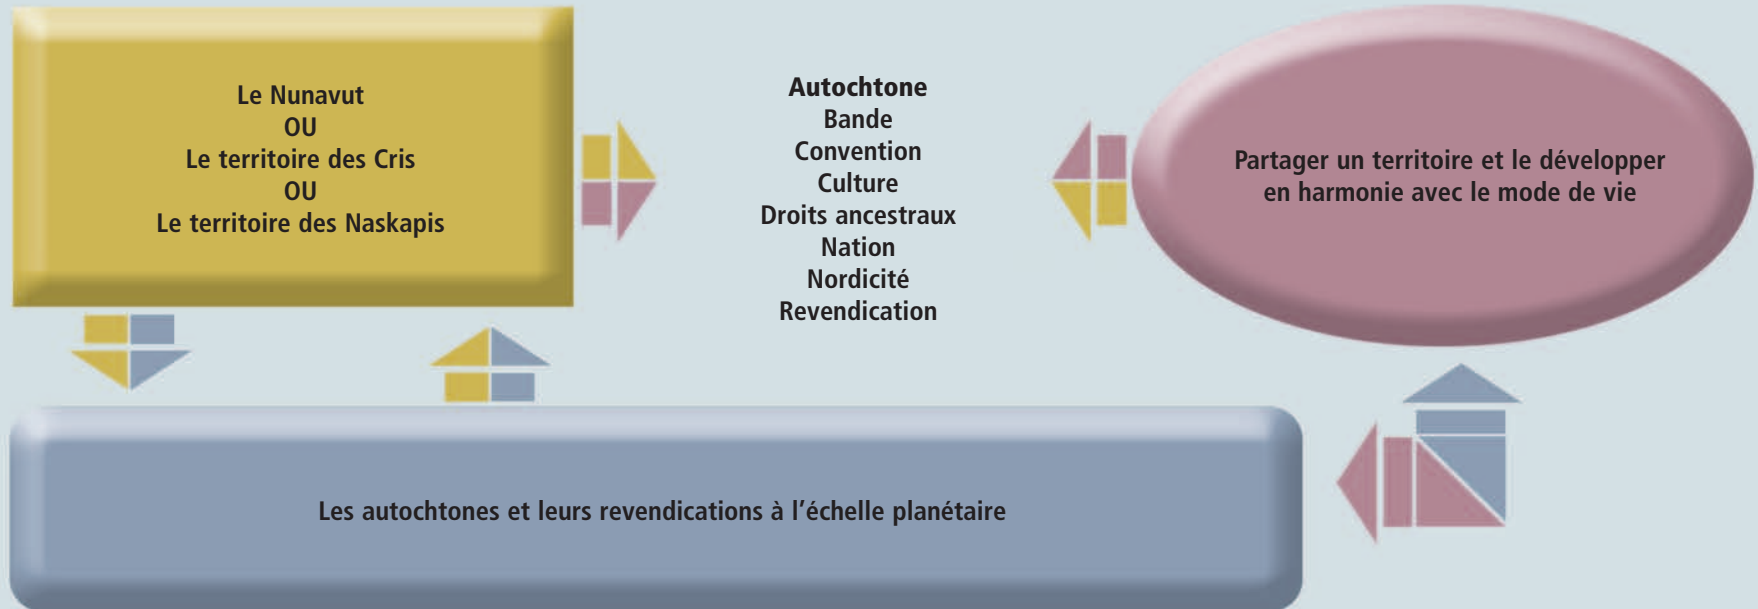 Le Nunavut
OU
Le territoire des Cris
OU
Le territoire des Naskapis
Autochtone
Bande
Convention
Culture
Droits ancestraux
Nation
Nordicité
Revendication
Partager un territoire et le développer
en harmonie avec le mode de vie
Les autochtones et leurs revendications à l’échelle planétaire